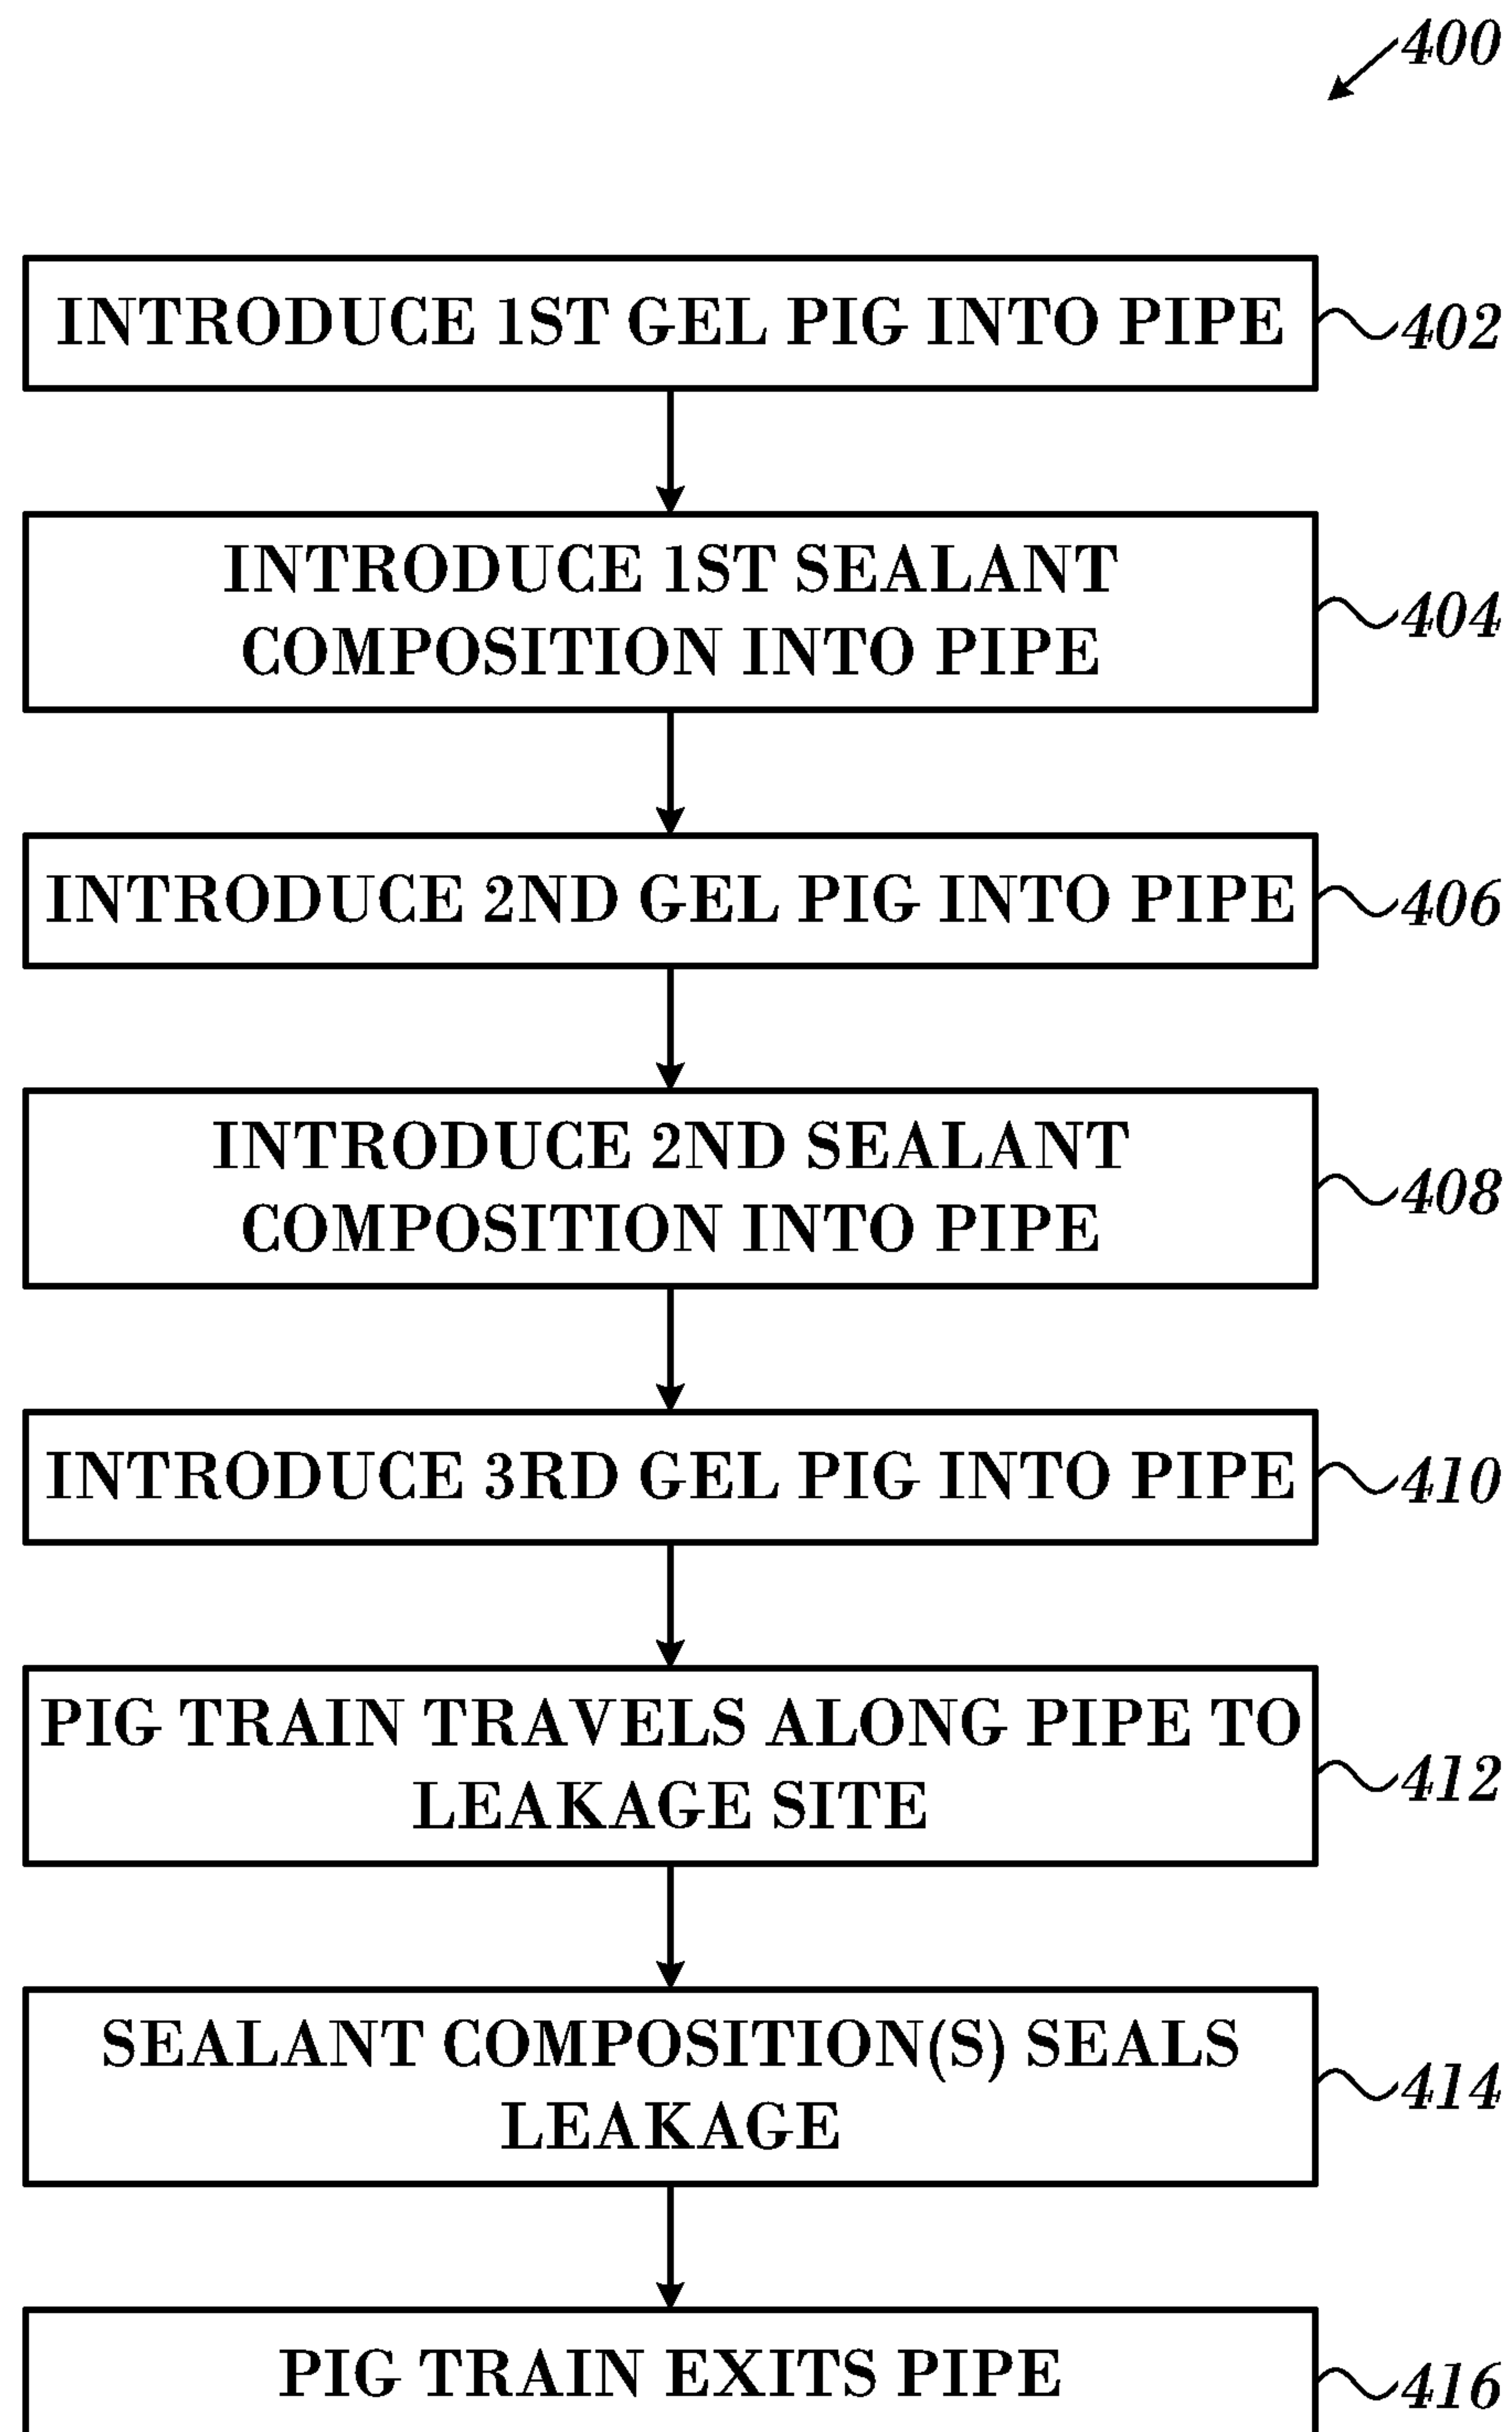 400
INTRODUCE 1ST GEL PIG INTO PIPE
402
INTRODUCE 1ST SEALANT
COMPOSITION INTO PIPE
404
INTRODUCE 2ND GEL PIG INTO PIPE
406
INTRODUCE 2ND SEALANT
COMPOSITION INTO PIPE
408
INTRODUCE 3RD GEL PIG INTO PIPE
410
PIG TRAIN TRAVELS ALONG PIPE TO
LEAKAGE SITE
412
SEALANT COMPOSITION(S) SEALS
LEAKAGE
414
PIG TRAIN EXITS PIPE
416